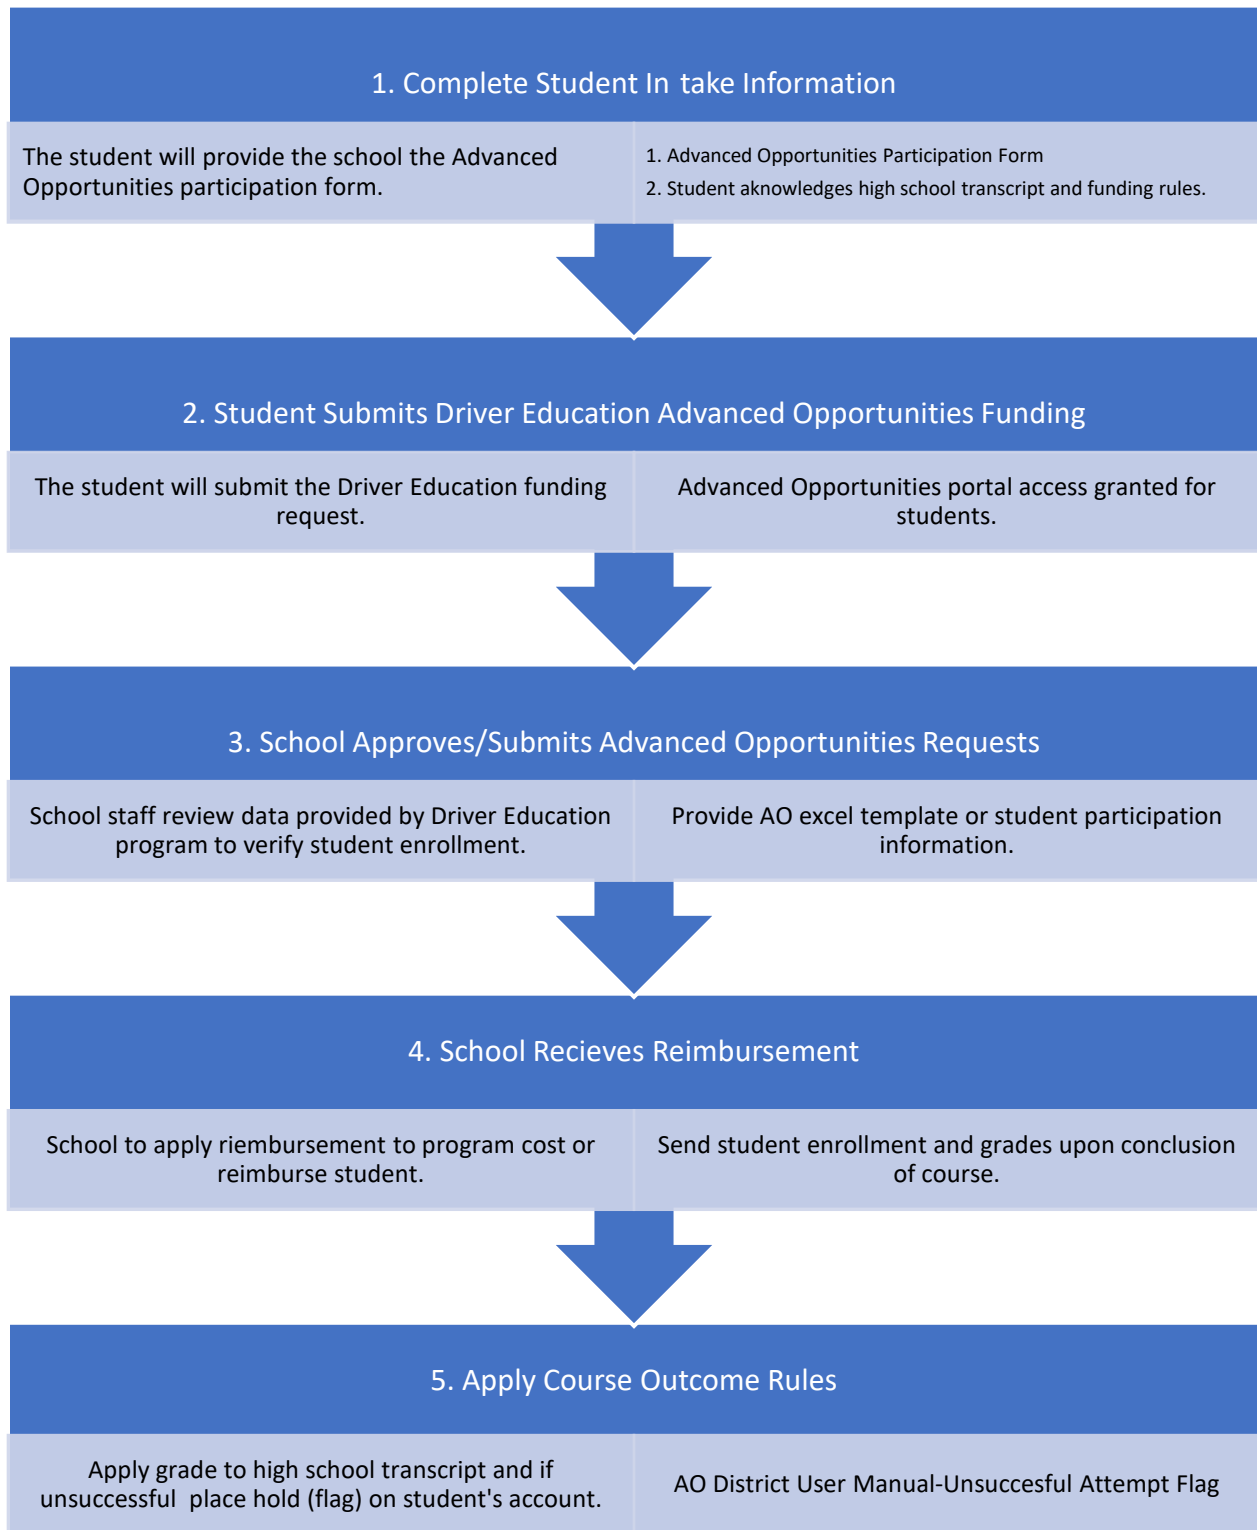 1. Complete Student In take Information
The student will provide the school the Advanced
Opportunities participation form.
1. Advanced Opportunities Participation Form
2. Student aknowledges high school transcript and funding rules.
2. Student Submits Driver Education Advanced Opportunities Funding
The student will submit the Driver Education funding
request.
Advanced Opportunities portal access granted for
students.
3. School Approves/Submits Advanced Opportunities Requests
School staff review data provided by Driver Education
program to verify student enrollment.
Provide AO excel template or student participation
information.
4. School Recieves Reimbursement
School to apply riembursement to program cost or
reimburse student.
Send student enrollment and grades upon conclusion
of course.
5. Apply Course Outcome Rules
Apply grade to high school transcript and if
unsuccessful place hold (flag) on student's account.
AO District User Manual-Unsuccesful Attempt Flag